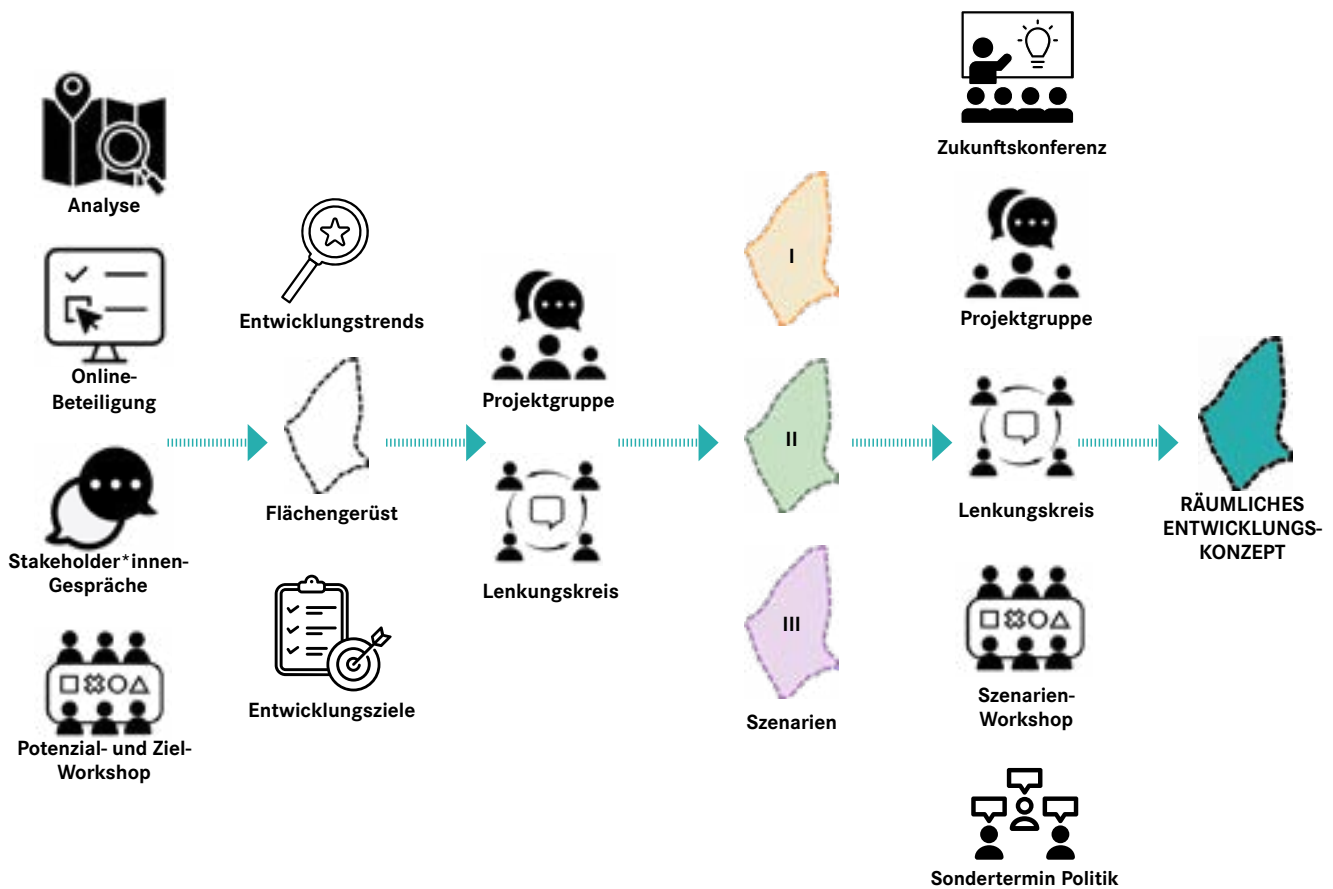 Analyse
Online-
Beteiligung
Stakeholder*innen-
Gespräche
Potenzial- und Ziel-
Workshop
Entwicklungstrends
Flächengerüst
Entwicklungsziele
Projektgruppe
Lenkungskreis
I
II
III
Szenarien
Zukunftskonferenz
Projektgruppe
Lenkungskreis
Szenarien-
Workshop
Sondertermin Politik
RÄUMLICHES
ENTWICKLUNGS-
KONZEPT